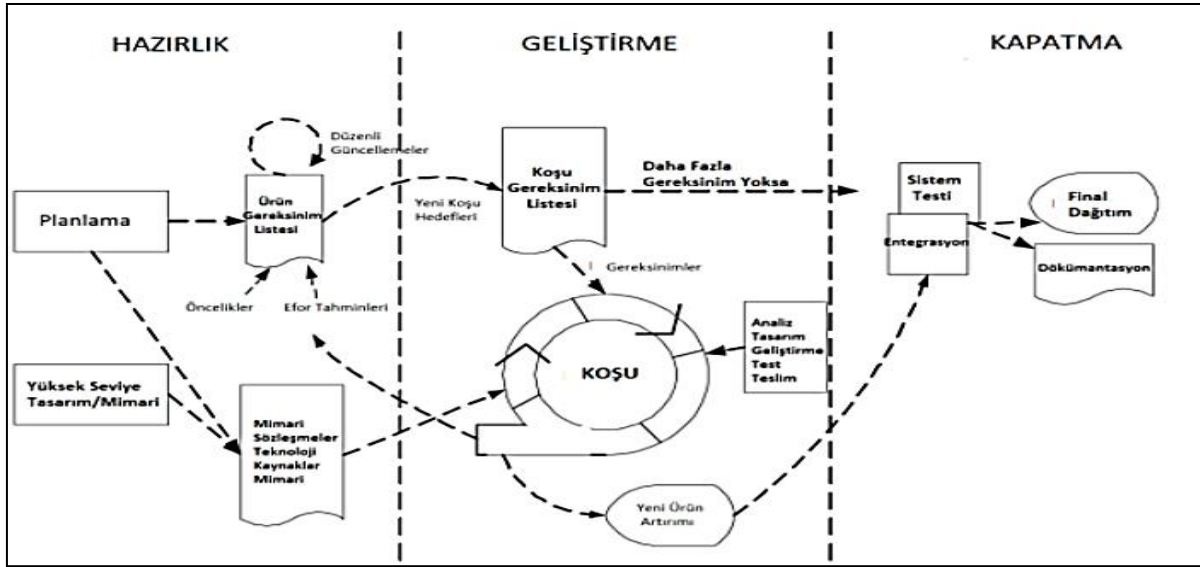 HAZIRLIK
GELİŞTİRME
KAPATMA
Düzenli
Güncellemeler
Planlama
Ürün
Gereksinim
Listesi
Öncelikler
Efor Tahminleri
Yüksek Seviye
Tasarım/Mimari
Mimari
Sözleşmeler
Teknoloji
Kaynaklar
Mimari
Yeni Koşu
Hedefleri
Koşu
Gereksinim
Listesi
Daha Fazla
Gereksinim Yoksa
Gereksinimler
KOŞU
Analiz
Tasarım
Geliştirme
Test
Teslim
Yeni Ürün
Artırımı
Sistem
Testi
Entegrasyon
Final
Dağıtım
Dökümantasyon